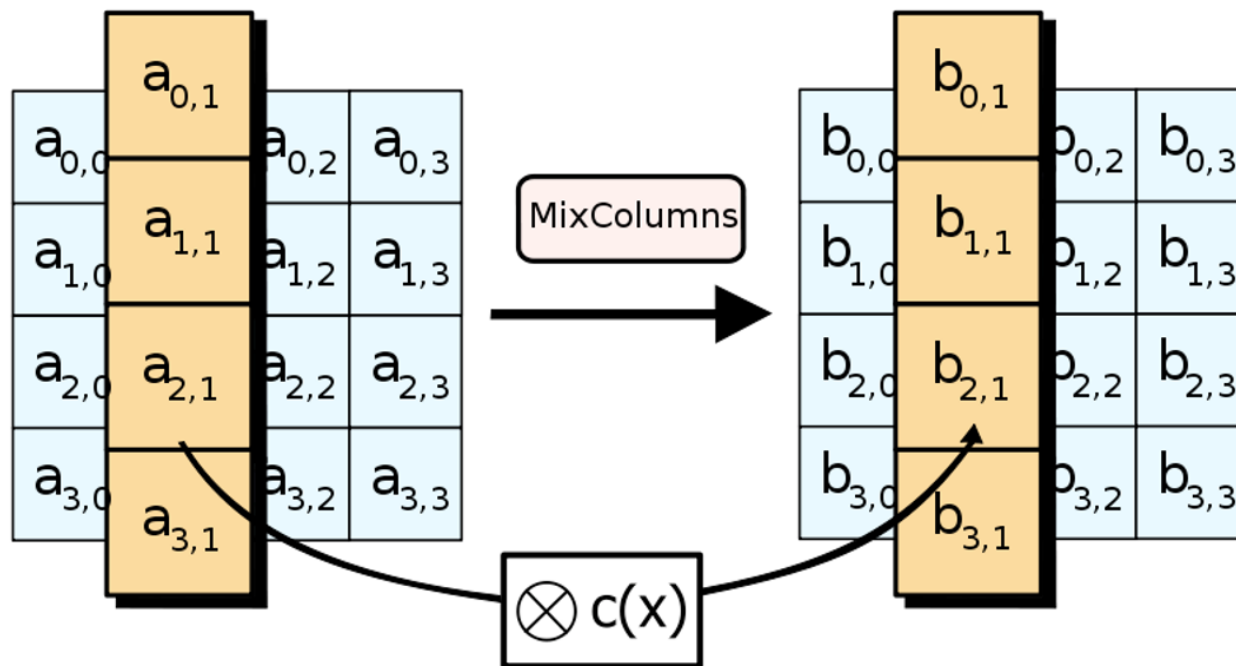 a0,1 b0,1
a0,0 a0,2 a0,3 b0,0 b0,2 b0,3
MixColumns
a1,1 b1,1
a1,0 a1,2 a1,3 b1,0 b1,2 b1,3
a2,0 a2,1 a2,2 a2,3 b2,0 b2,1 b2,2 b2,3
a3,0 a3,2 a3,3 b3,0 b3,2 b3,3
a3,1 b3,1
⊗ c(x)